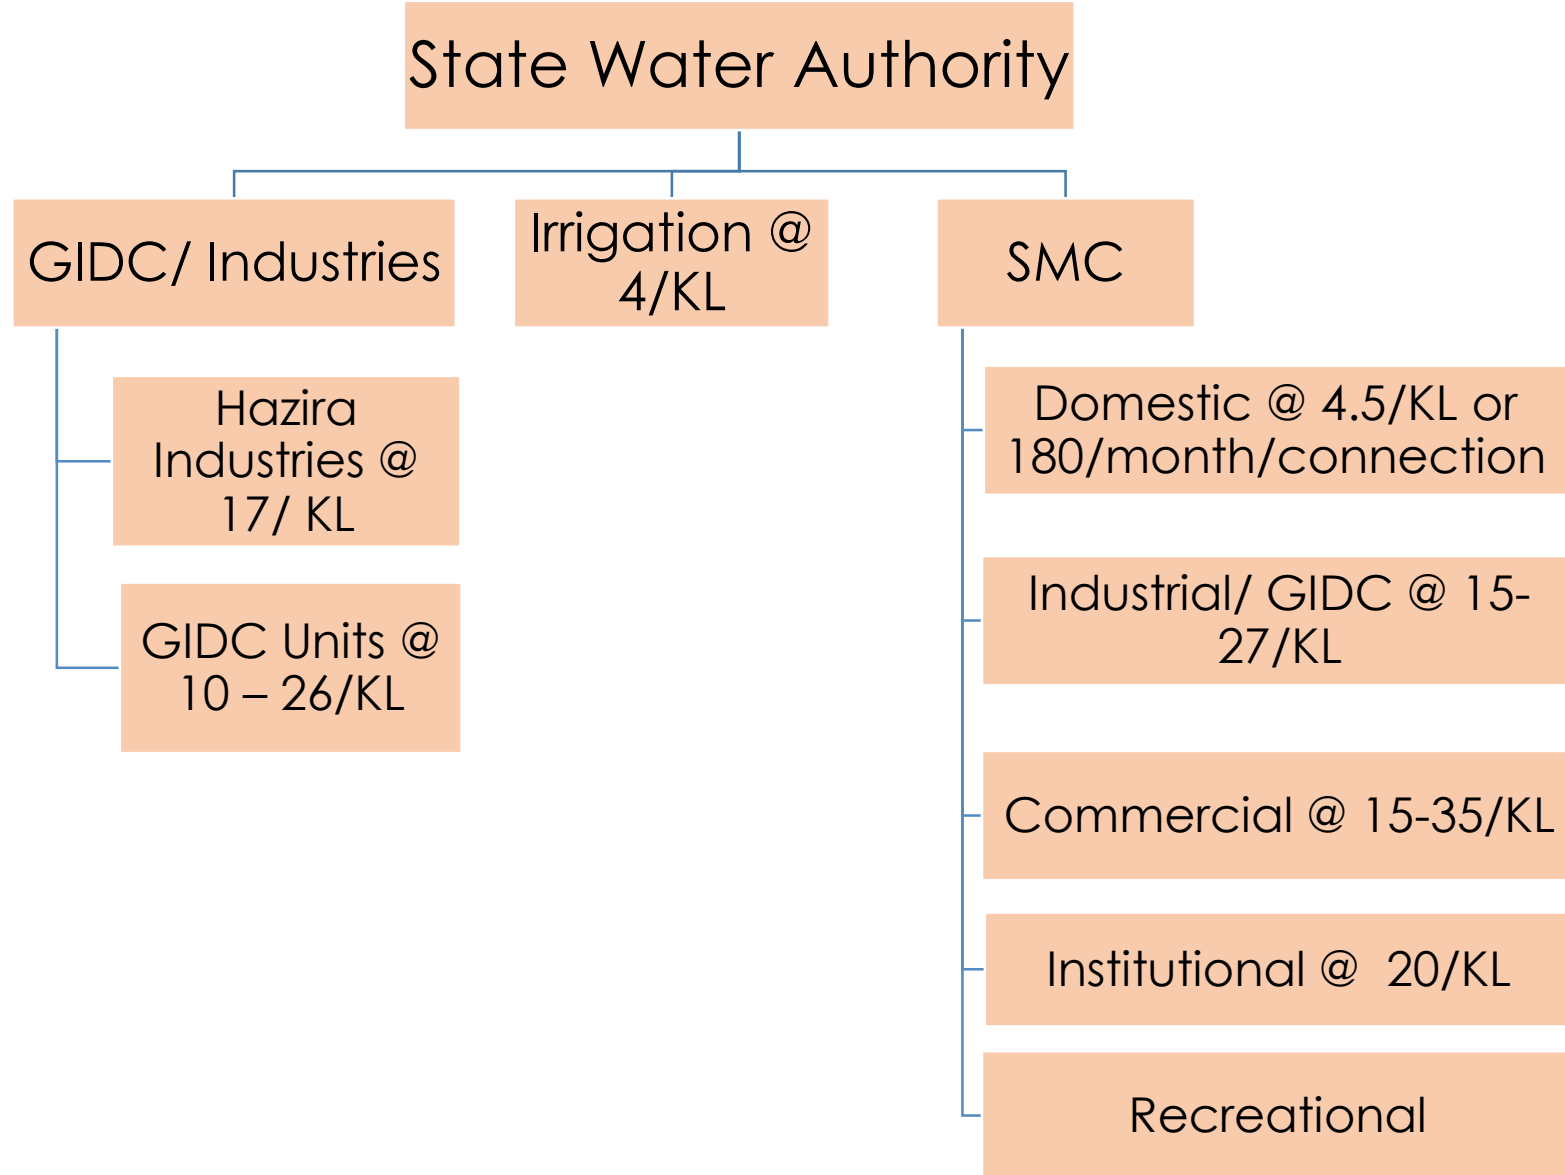 State Water Authority
GIDC/ Industries
Irrigation @
4/KL
SMC
Hazira
Industries @
17/ KL
GIDC Units @
10 – 26/KL
Domestic @ 4.5/KL or
180/month/connection
Industrial/ GIDC @ 15-
27/KL
Commercial @ 15-35/KL
Institutional @  20/KL
Recreational